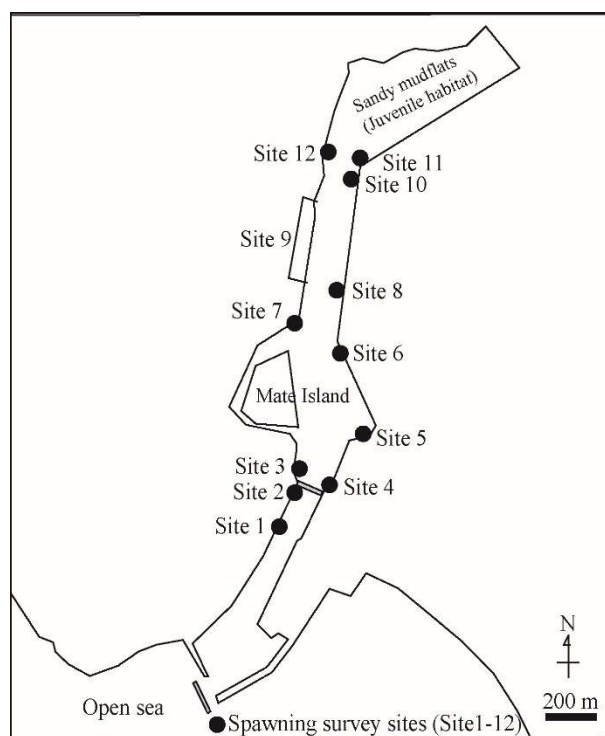 Sandy mudflats
(Juvenile habitat)
Site 12
Site 11
Site 10
Site 9
Site 8
Site 7
Site 6
Mate Island
Site 5
Site 3
Site 4
Site 2
Site 1
N
Open sea
200 m
Spawning survey sites (Site1-12)